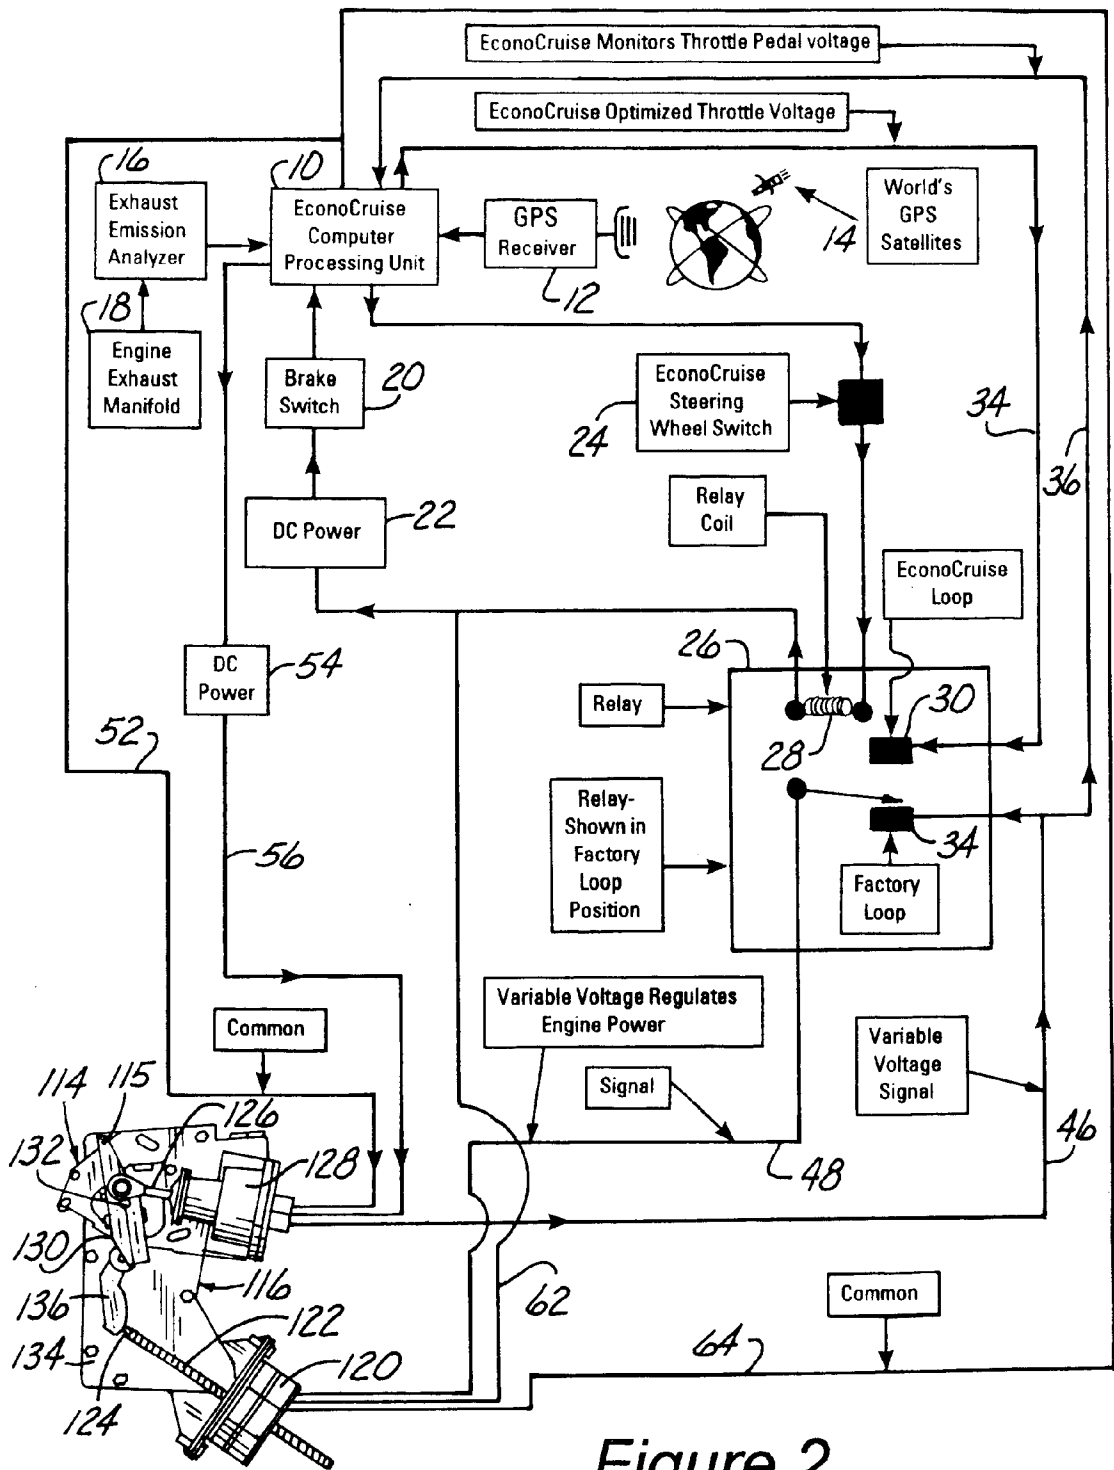 EconoCruise Monitors Throttle Pedal voltage
EconoCruise Optimized Throttle Voltage
16
Exhaust
Emission
Analyzer
10
EconoCruise
Computer
Processing Unit
GPS
Receiver
12
14
World's
GPS
Satellites
18
Engine
Exhaust
Manifold
Brake
Switch
20
EconoCruise
Steering
Wheel Switch
24
34
36
DC Power
22
Relay
Coil
EconoCruise
Loop
DC
Power
54
26
Relay
28
30
52
Relay-
Shown in
Factory
Loop
Position
34
Factory
Loop
56
Common
Variable Voltage Regulates
Engine Power
Signal
Variable
Voltage
Signal
46
48
114
115
126
132
128
130
116
136
122
62
Common
64
134
120
124
Figure 2